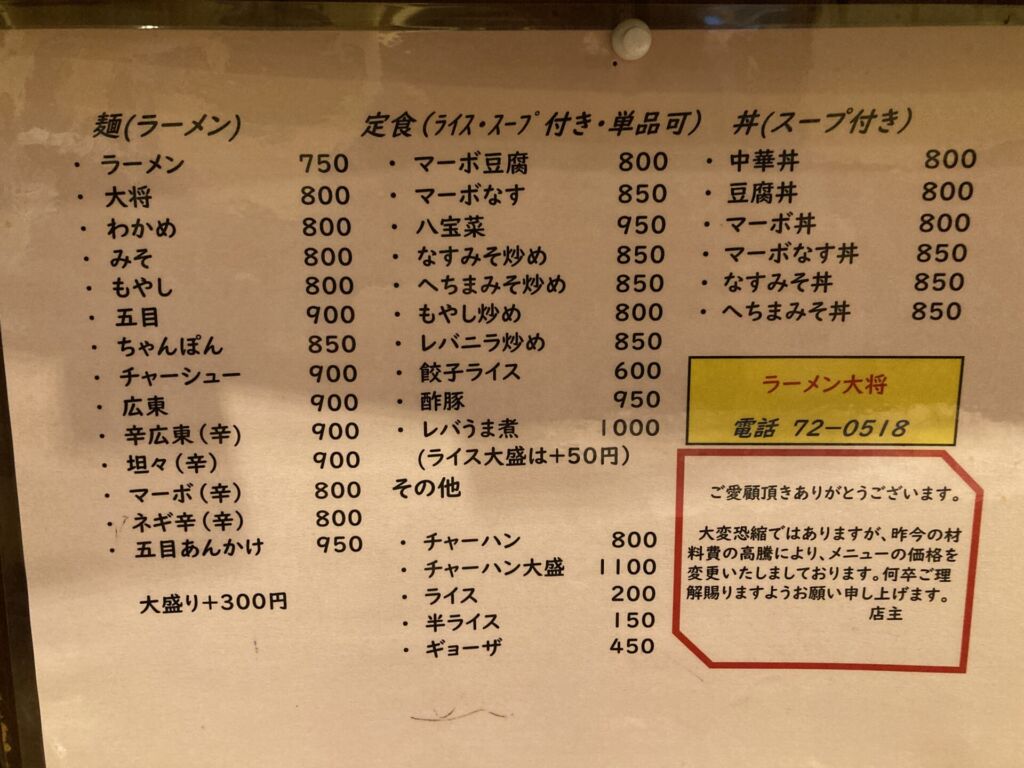 麺(ラーメン)
・ ラーメン 750
・ 大将 800
・ わかめ 800
・ みそ 800
・ もやし 800
・ 五目 900
・ ちゃんぽん 850
・ チャーシュー 900
・ 広東 900
・ 辛広東(辛) 900
・ 坦々(辛) 900
・ マーボ(辛) 800
・ ネギ辛(辛) 800
・ 五目あんかけ 950
大盛り+300円
定食(ライス・スープ付き・単品可)
・ マーボ豆腐 800
・ マーボなす 850
・ 八宝菜 950
・ なすみそ炒め 850
・ へちまみそ炒め 850
・ もやし炒め 800
・ レバニラ炒め 850
・ 餃子ライス 600
・ 酢豚 950
・ レバうま煮 1000
(ライス大盛は+50円)
その他
・ チャーハン 800
・ チャーハン大盛 1100
・ ライス 200
・ 半ライス 150
・ ギョーザ 450
丼(スープ付き)
・ 中華丼 800
・ 豆腐丼 800
・ マーボ丼 800
・ マーボなす丼 850
・ なすみそ丼 850
・ へちまみそ丼 850
ラーメン大将
電話 72-0518
ご愛顧頂きありがとうございます。
大変恐縮ではありますが、昨今の材
料費の高騰により、メニューの価格を
変更いたしましております。何卒ご理
解賜りますようお願い申し上げます。
店主